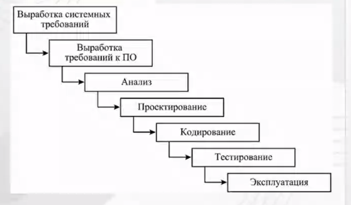 Выработка системных
требований
Выработка
требований к ПО
Анализ
Проектирование
Кодирование
Тестирование
Эксплуатация